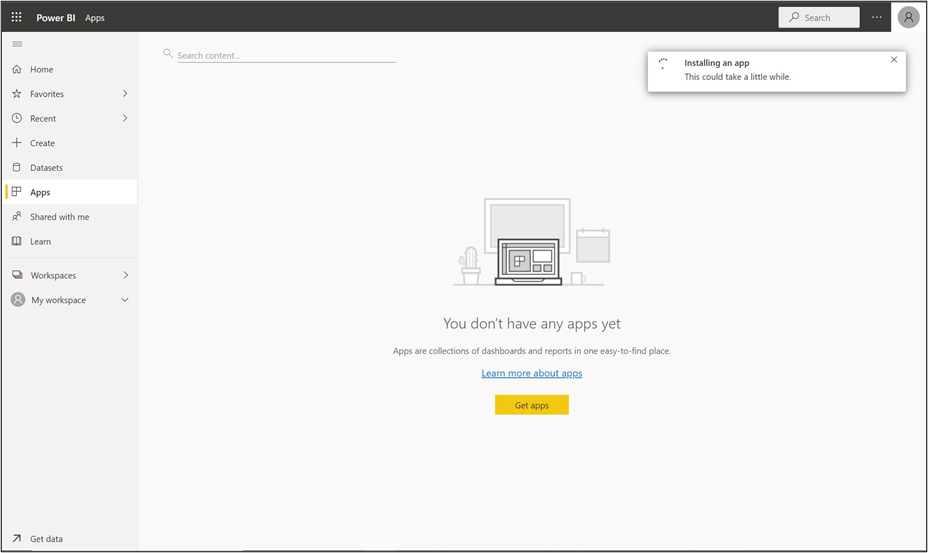 Power BI Apps Search
Search content...
Installing an app
This could take a little while.
Home
Favorites
Recent
Create
Datasets
Apps
Shared with me
Learn
Workspaces
My workspace
You don't have any apps yet
Apps are collections of dashboards and reports in one easy-to-find place.
Learn more about apps
Get apps
Get data